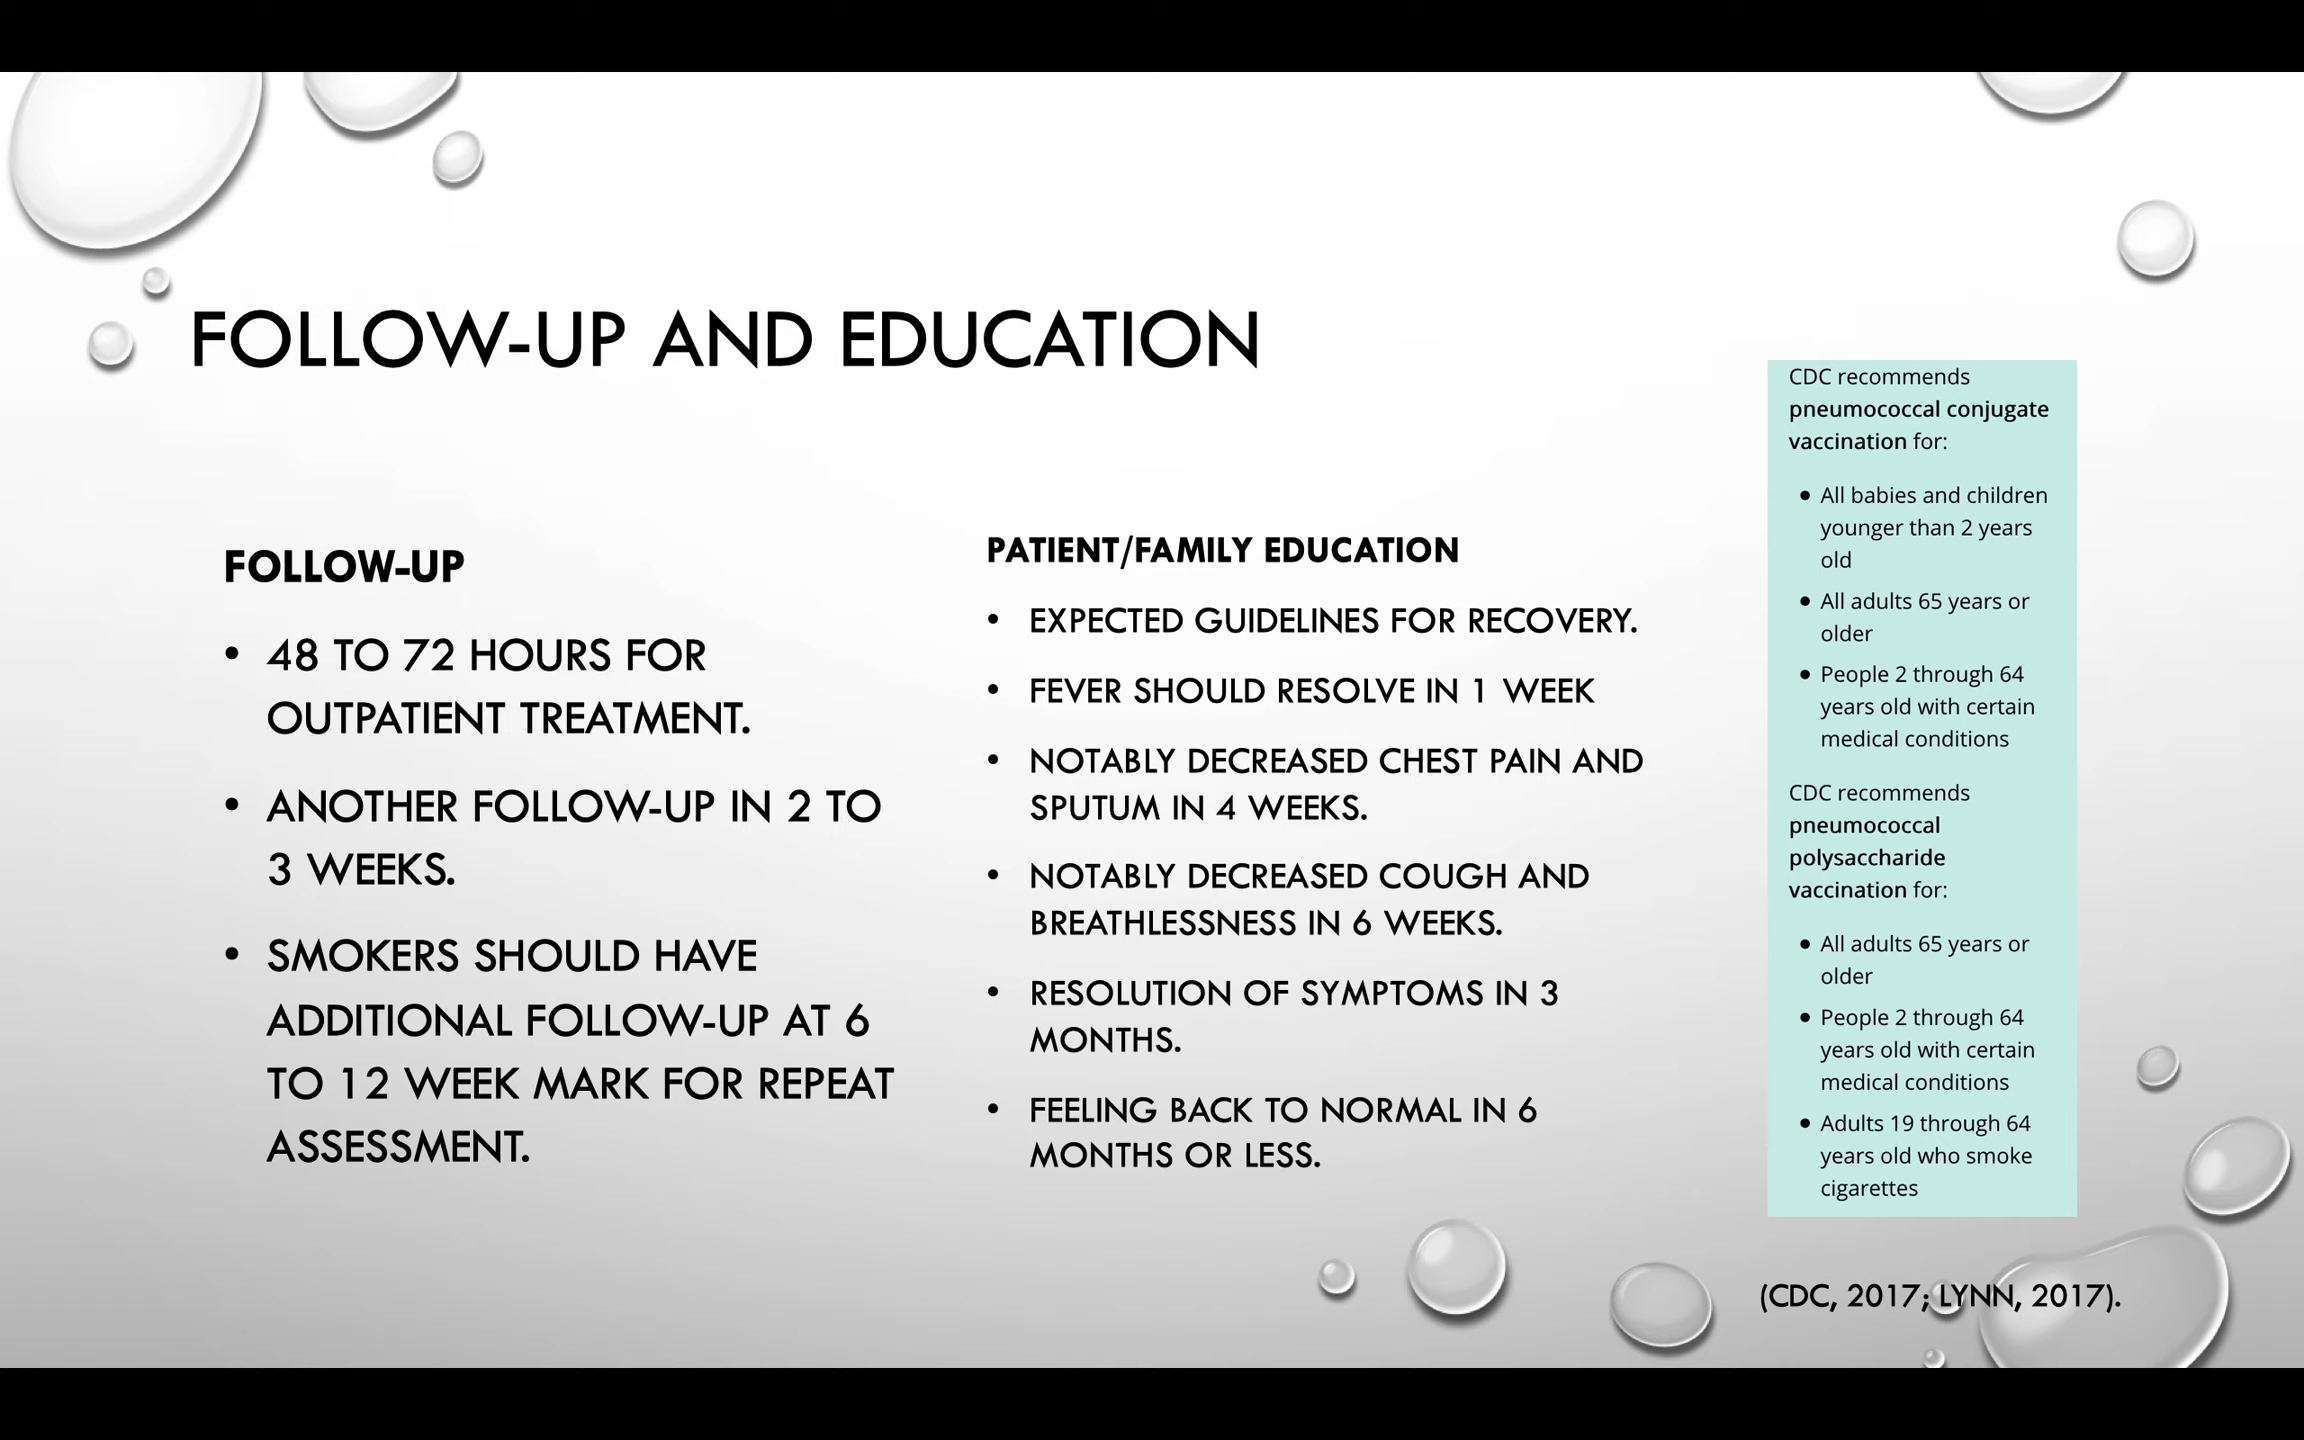 FOLLOW-UP AND EDUCATION
FOLLOW-UP
• 48 TO 72 HOURS FOR
OUTPATIENT TREATMENT.
• ANOTHER FOLLOW-UP IN 2 TO
3 WEEKS.
• SMOKERS SHOULD HAVE
ADDITIONAL FOLLOW-UP AT 6
TO 12 WEEK MARK FOR REPEAT
ASSESSMENT.
PATIENT/FAMILY EDUCATION
• EXPECTED GUIDELINES FOR RECOVERY.
• FEVER SHOULD RESOLVE IN 1 WEEK
• NOTABLY DECREASED CHEST PAIN AND
SPUTUM IN 4 WEEKS.
• NOTABLY DECREASED COUGH AND
BREATHLESSNESS IN 6 WEEKS.
• RESOLUTION OF SYMPTOMS IN 3
MONTHS.
• FEELING BACK TO NORMAL IN 6
MONTHS OR LESS.
CDC recommends
pneumococcal conjugate
vaccination for:
• All babies and children
younger than 2 years
old
• All adults 65 years or
older
• People 2 through 64
years old with certain
medical conditions
CDC recommends
pneumococcal
polysaccharide
vaccination for:
• All adults 65 years or
older
• People 2 through 64
years old with certain
medical conditions
• Adults 19 through 64
years old who smoke
cigarettes
(CDC, 2017; LYNN, 2017).